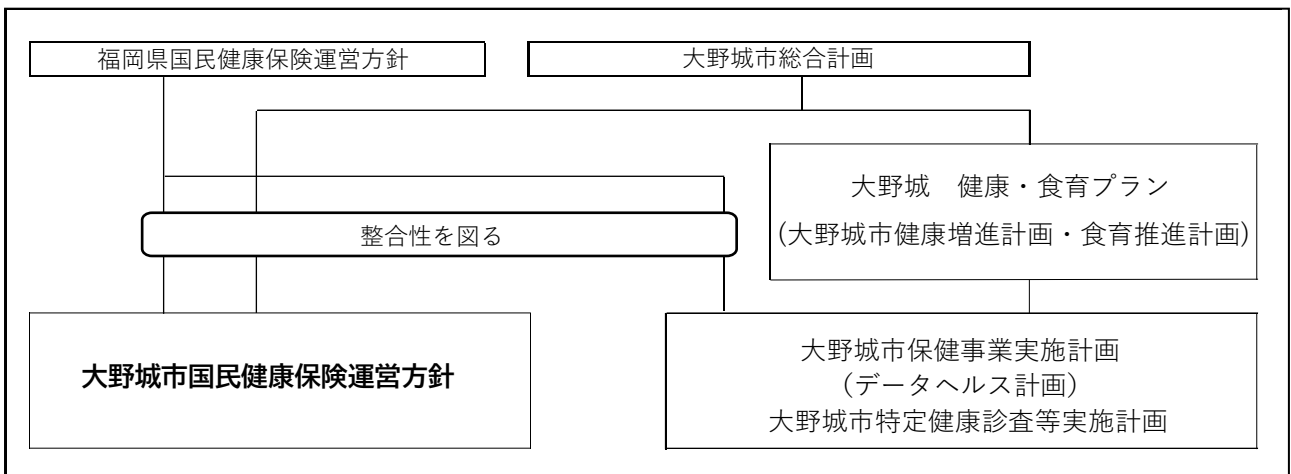 福岡県国民健康保険運営方針
大野城市総合計画
大野城　健康・食育プラン
(大野城市健康増進計画・食育推進計画)
整合性を図る
大野城市国民健康保険運営方針
大野城市保健事業実施計画
（データヘルス計画）
大野城市特定健康診査等実施計画